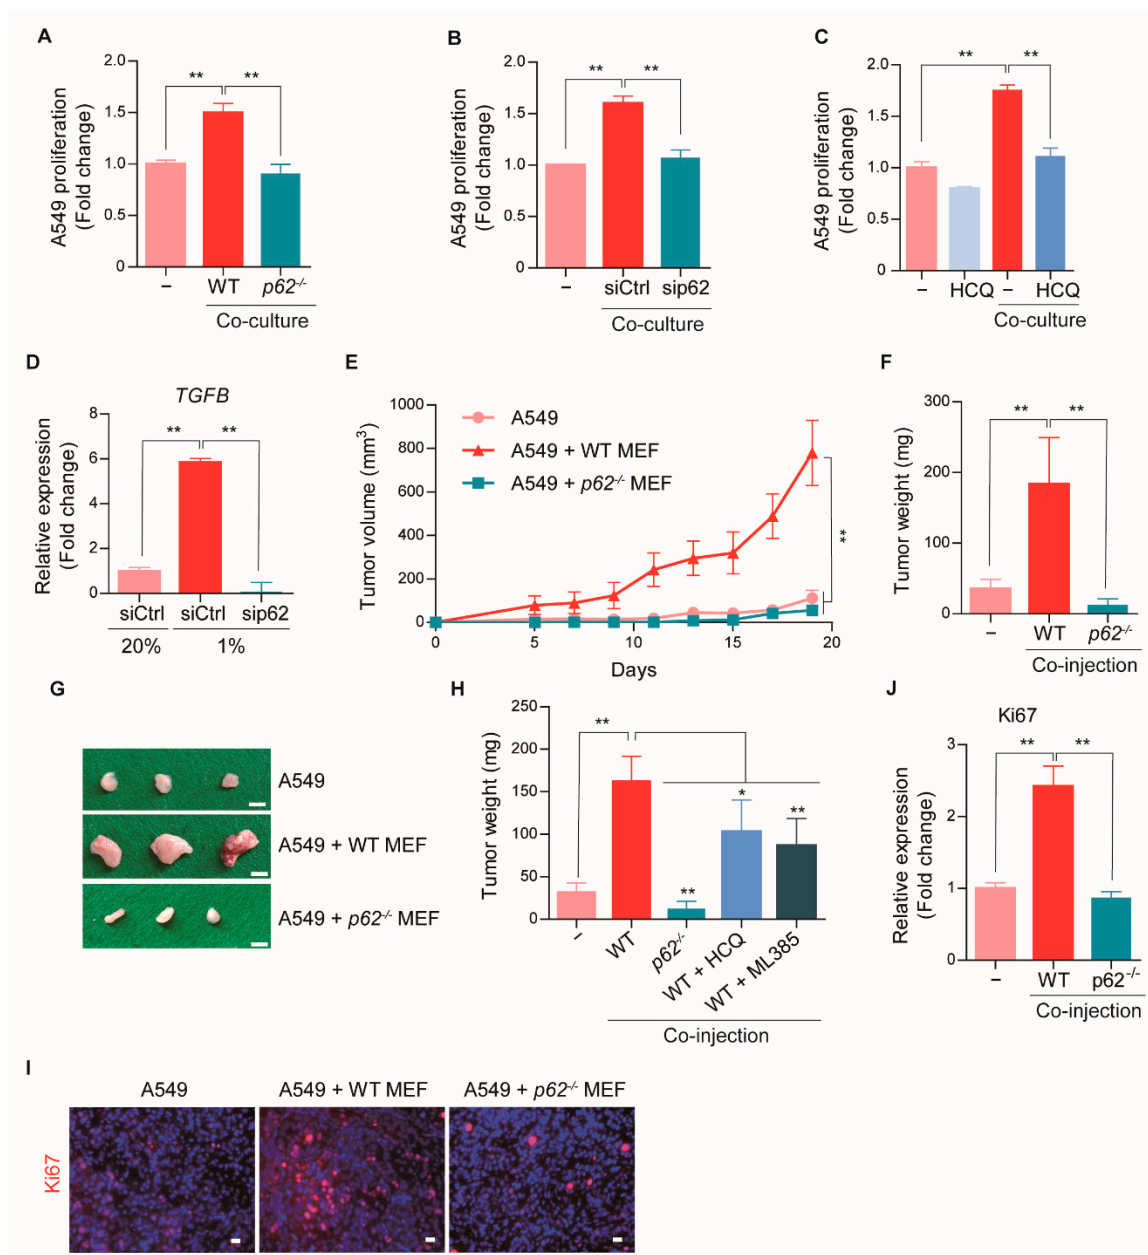 A
A549 proliferation
(Fold change)
2.0
1.5
1.0
0.5
0
**
**
–
WT
p62-/-
Co-culture
B
A549 proliferation
(Fold change)
2.0
1.5
1.0
0.5
0
**
**
–
siCtrl
sip62
Co-culture
C
A549 proliferation
(Fold change)
2.0
1.5
1.0
0.5
0
**
**
–
HCQ
–
HCQ
Co-culture
D
TGFB
Relative expression
(Fold change)
8
6
4
2
0
**
**
siCtrl
siCtrl
sip62
20%
1%
E
Tumor volume (mm3)
1000
800
600
400
200
0
A549
A549 + WT MEF
A549 + p62-/- MEF
**
0
5
10
15
20
Days
F
Tumor weight (mg)
300
200
100
0
**
**
–
WT
p62-/-
Co-injection
G
A549
A549 + WT MEF
A549 + p62-/- MEF
H
Tumor weight (mg)
250
200
150
100
50
0
**
**
*
**
–
WT
p62-/-
WT + HCQ
WT + ML385
Co-injection
J
Ki67
Relative expression
(Fold change)
3
2
1
0
**
**
–
WT
p62-/-
Co-injection
I
A549
A549 + WT MEF
A549 + p62-/- MEF
Ki67